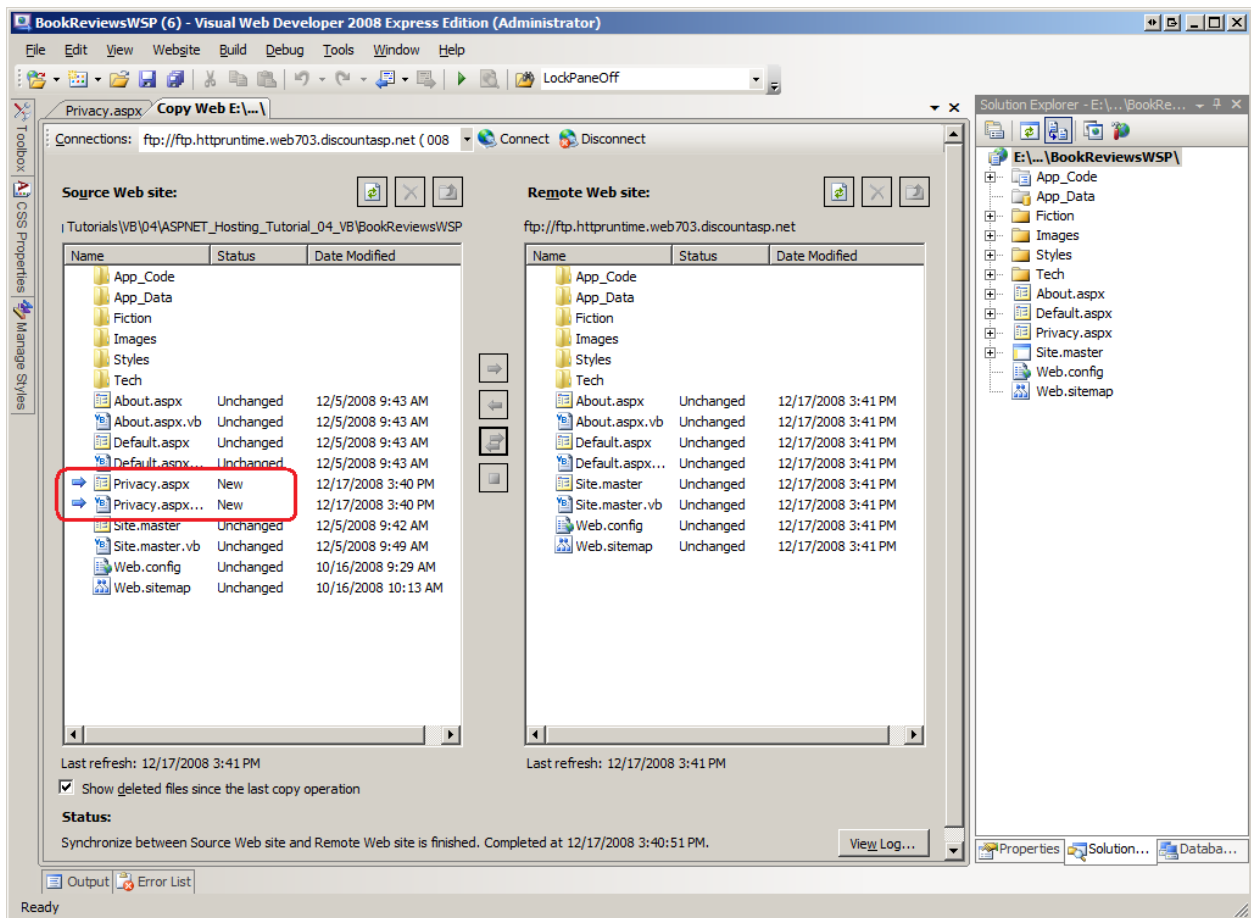 BookReviewsWSP (6) - Visual Web Developer 2008 Express Edition (Administrator)
File Edit View Website Build Debug Tools Window Help
LockPaneOff
Privacy.aspx Copy Web E:\...\
Connections: ftp://ftp.httpruntime.web703.discountasp.net ( 008 Connect Disconnect
Toolbox
CSS Properties
Manage Styles
Source Web site:
Tutorials\VB\04\ASPNET_Hosting_Tutorial_04_VB\BookReviewsWSP
Name Status Date Modified
App_Code
App_Data
Fiction
Images
Styles
Tech
About.aspx Unchanged 12/5/2008 9:43 AM
About.aspx.vb Unchanged 12/5/2008 9:43 AM
Default.aspx Unchanged 12/5/2008 9:43 AM
Default.aspx... Unchanged 12/5/2008 9:43 AM
Privacy.aspx New 12/17/2008 3:40 PM
Privacy.aspx... New 12/17/2008 3:40 PM
Site.master Unchanged 12/5/2008 9:42 AM
Site.master.vb Unchanged 12/5/2008 9:49 AM
Web.config Unchanged 10/16/2008 9:29 AM
Web.sitemap Unchanged 10/16/2008 10:13 AM
Last refresh: 12/17/2008 3:41 PM
Show deleted files since the last copy operation
Remote Web site:
ftp://ftp.httpruntime.web703.discountasp.net
Name Status Date Modified
App_Code
App_Data
Fiction
Images
Styles
Tech
About.aspx Unchanged 12/17/2008 3:41 PM
About.aspx.vb Unchanged 12/17/2008 3:41 PM
Default.aspx Unchanged 12/17/2008 3:41 PM
Default.aspx... Unchanged 12/17/2008 3:41 PM
Site.master Unchanged 12/17/2008 3:41 PM
Site.master.vb Unchanged 12/17/2008 3:41 PM
Web.config Unchanged 12/17/2008 3:41 PM
Web.sitemap Unchanged 12/17/2008 3:41 PM
Last refresh: 12/17/2008 3:41 PM
Status:
Synchronize between Source Web site and Remote Web site is finished. Completed at 12/17/2008 3:40:51 PM.
View Log...
Solution Explorer - E:\...\BookRe...
E:\...\BookReviewsWSP\
App_Code
App_Data
Fiction
Images
Styles
Tech
About.aspx
Default.aspx
Privacy.aspx
Site.master
Web.config
Web.sitemap
Properties Solution... Databa...
Output Error List
Ready